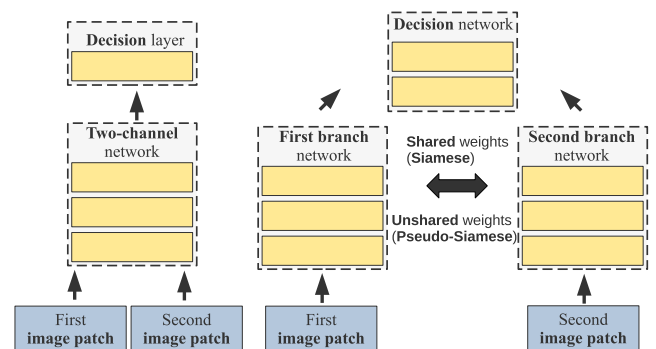 Decision layer
Two-channel
network
First
image patch
Second
image patch
Decision network
First branch
network
Shared weights
(Siamese)
Unshared weights
(Pseudo-Siamese)
Second branch
network
First
image patch
Second
image patch